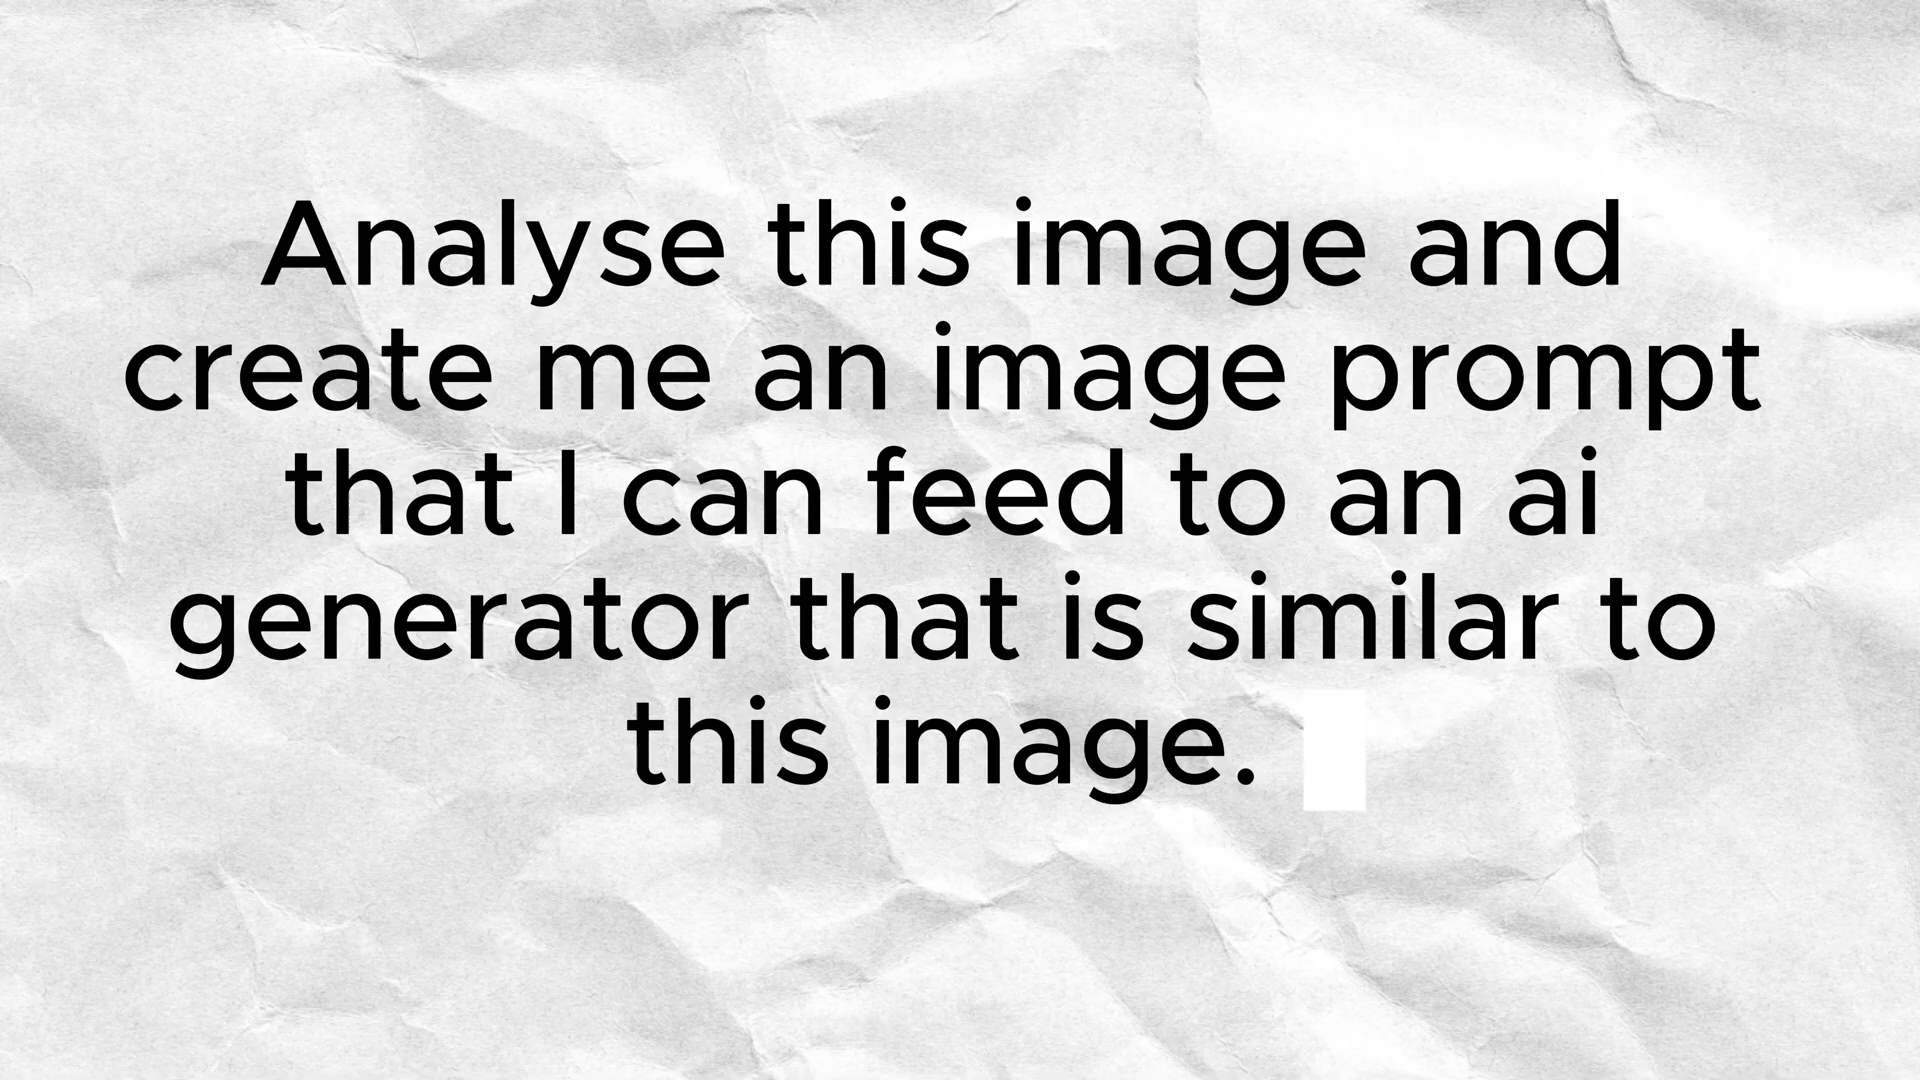 Analyse this image and
create me an image prompt
that I can feed to an ai
generator that is similar to
this image.